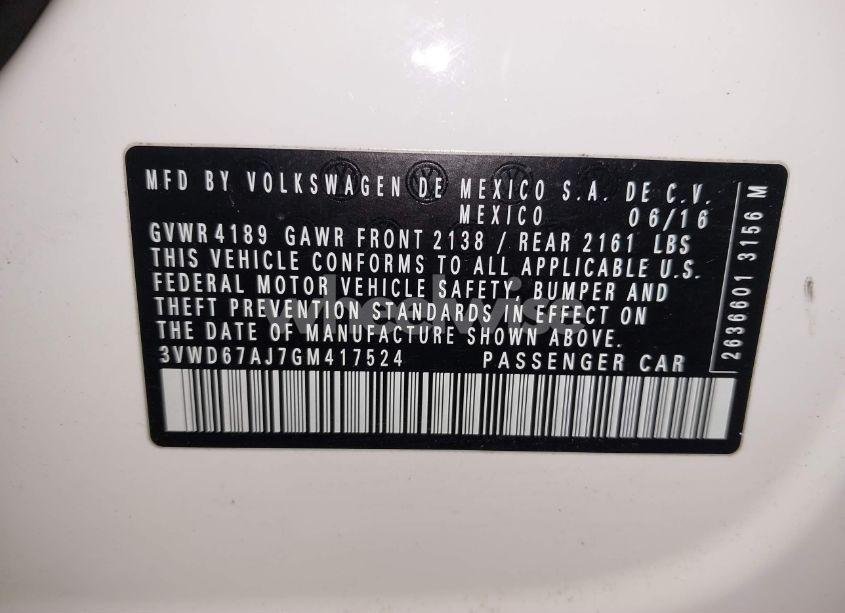 MFD BY VOLKSWAGEN DE MEXICO S.A. DE C.V.
MEXICO 06/16
GVWR 4189 GAWR FRONT 2138 / REAR 2161 LBS
THIS VEHICLE CONFORMS TO ALL APPLICABLE U.S.
FEDERAL MOTOR VEHICLE SAFETY, BUMPER AND
THEFT PREVENTION STANDARDS IN EFFECT ON
THE DATE OF MANUFACTURE SHOWN ABOVE.
3VWD67AJ7GM417524 PASSENGER CAR
2636601 3156 M
wheelwise